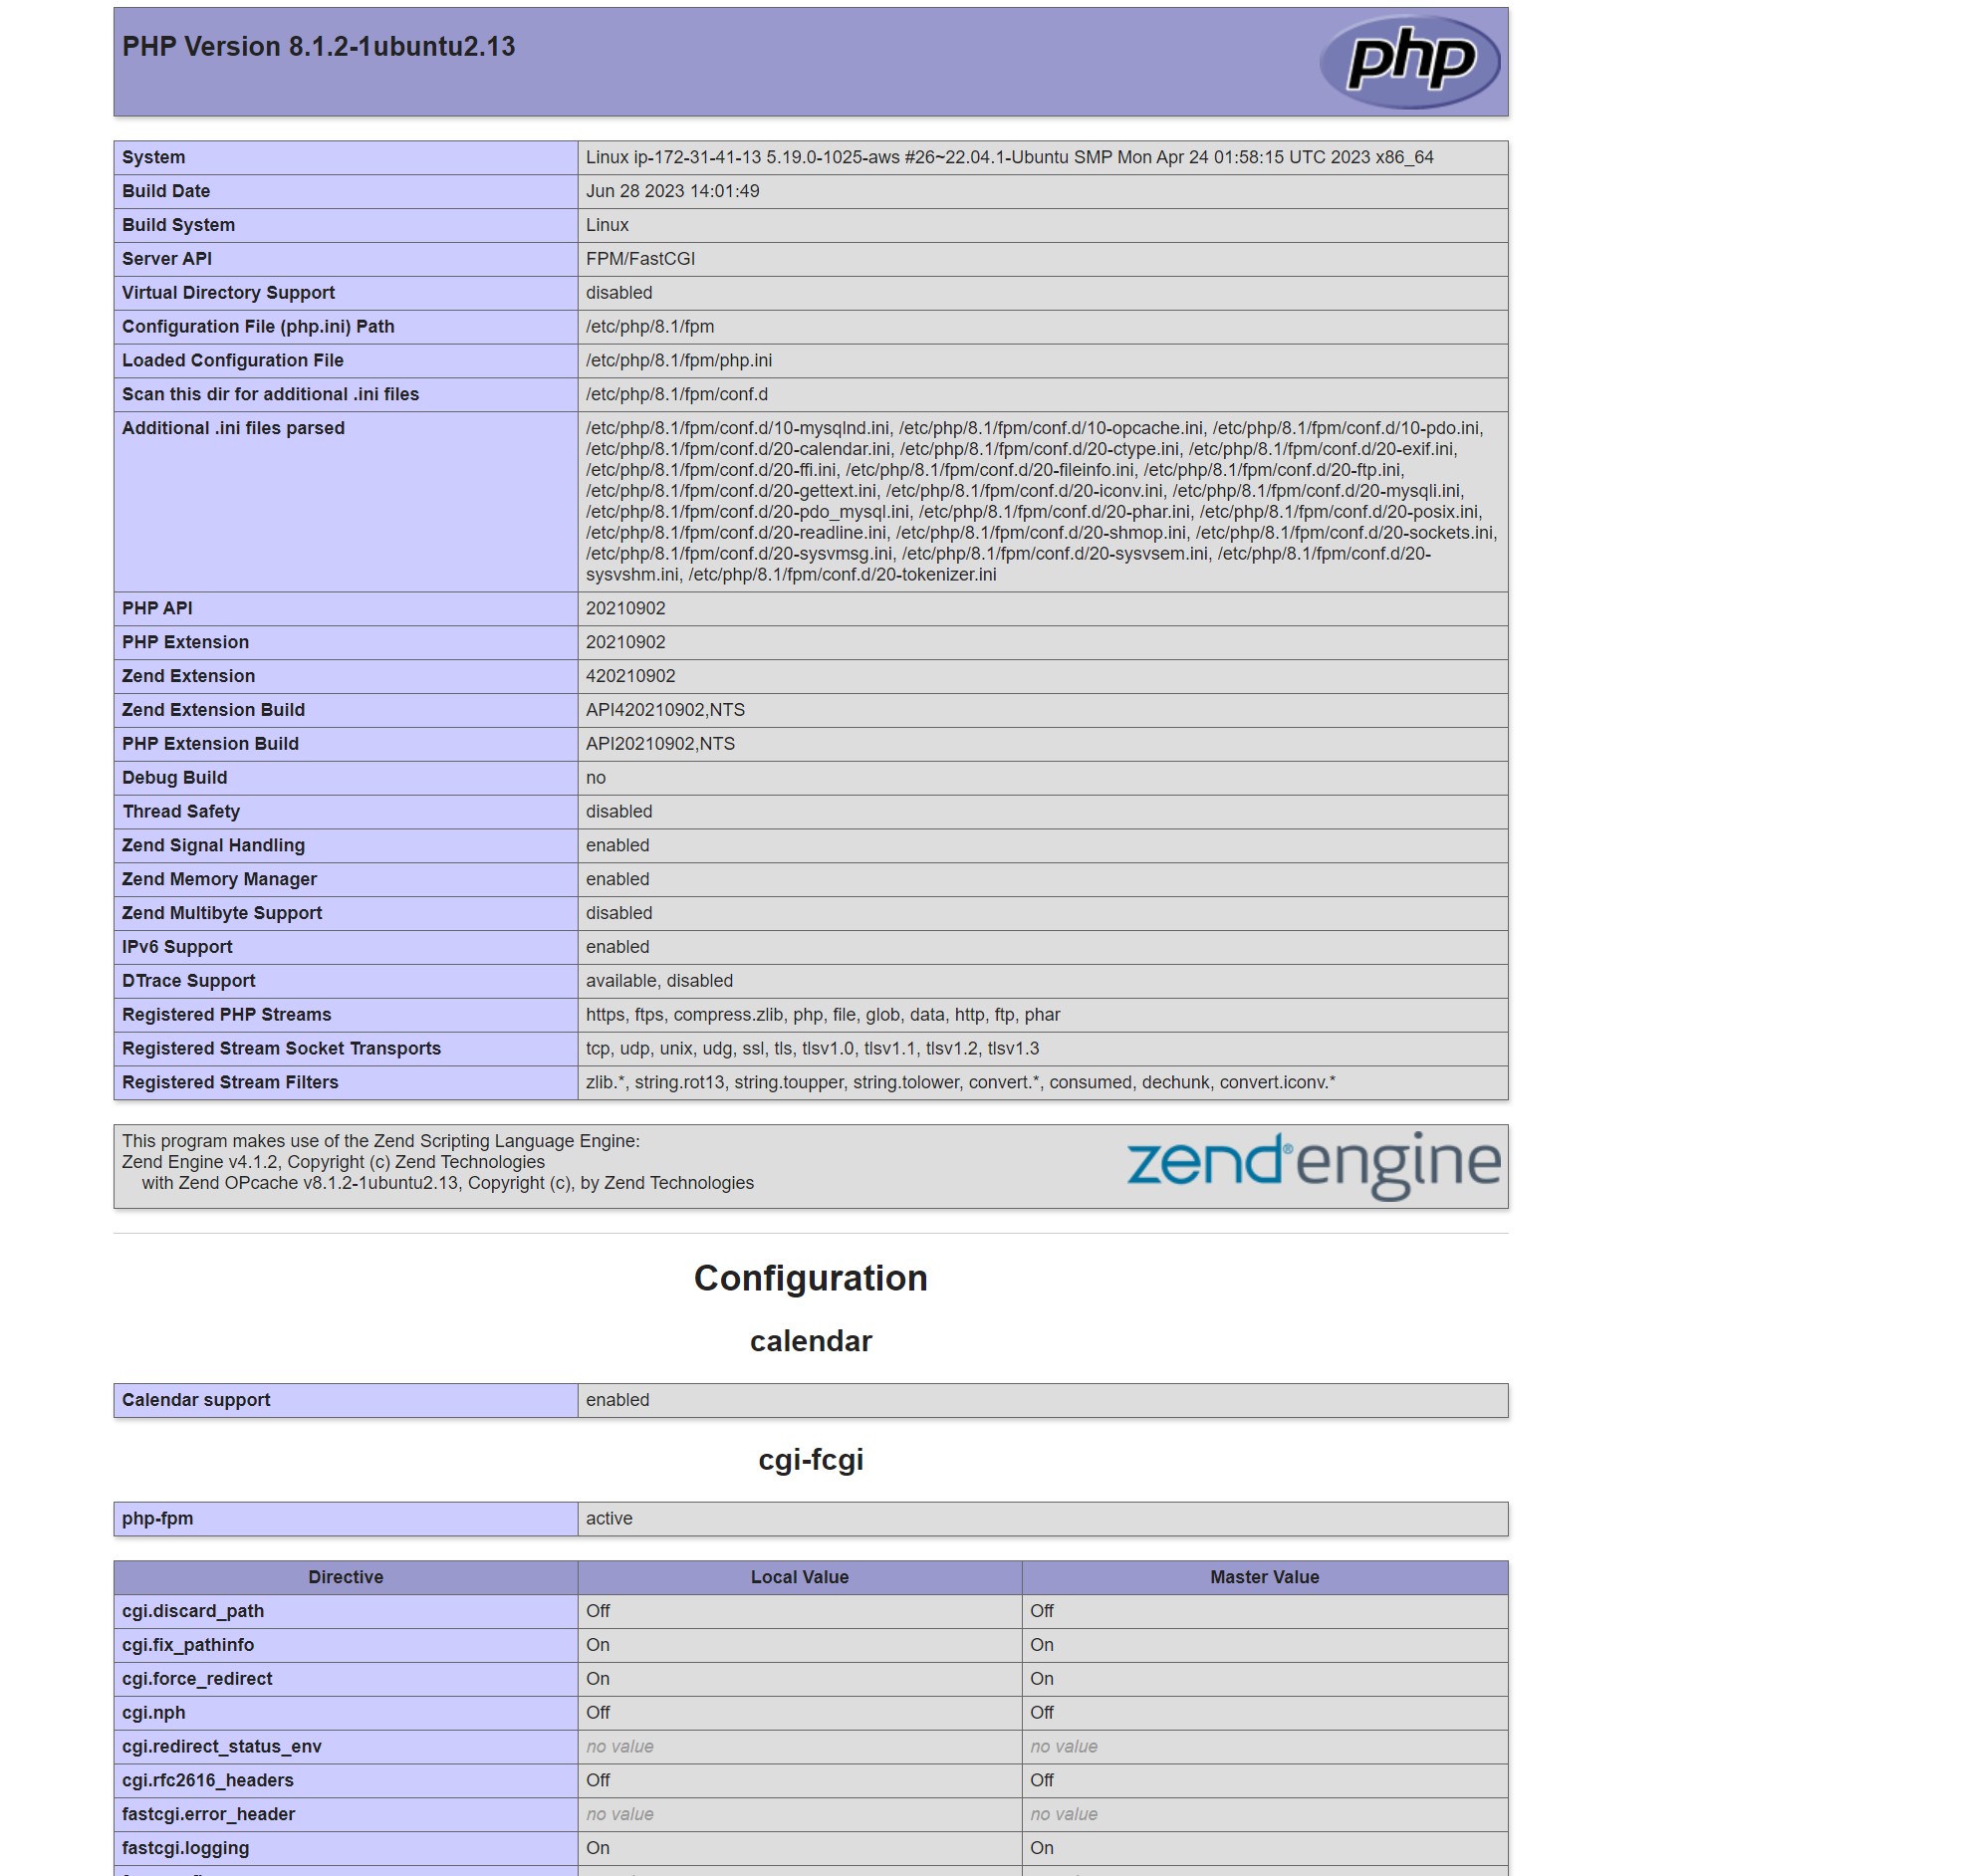 PHP Version 8.1.2-1ubuntu2.13
php
System Linux ip-172-31-41-13 5.19.0-1025-aws #26~22.04.1-Ubuntu SMP Mon Apr 24 01:58:15 UTC 2023 x86_64
Build Date Jun 28 2023 14:01:49
Build System Linux
Server API FPM/FastCGI
Virtual Directory Support disabled
Configuration File (php.ini) Path /etc/php/8.1/fpm
Loaded Configuration File /etc/php/8.1/fpm/php.ini
Scan this dir for additional .ini files /etc/php/8.1/fpm/conf.d
Additional .ini files parsed /etc/php/8.1/fpm/conf.d/10-mysqlnd.ini, /etc/php/8.1/fpm/conf.d/10-opcache.ini, /etc/php/8.1/fpm/conf.d/10-pdo.ini,
/etc/php/8.1/fpm/conf.d/20-calendar.ini, /etc/php/8.1/fpm/conf.d/20-ctype.ini, /etc/php/8.1/fpm/conf.d/20-exif.ini,
/etc/php/8.1/fpm/conf.d/20-ffi.ini, /etc/php/8.1/fpm/conf.d/20-fileinfo.ini, /etc/php/8.1/fpm/conf.d/20-ftp.ini,
/etc/php/8.1/fpm/conf.d/20-gettext.ini, /etc/php/8.1/fpm/conf.d/20-iconv.ini, /etc/php/8.1/fpm/conf.d/20-mysqli.ini,
/etc/php/8.1/fpm/conf.d/20-pdo_mysql.ini, /etc/php/8.1/fpm/conf.d/20-phar.ini, /etc/php/8.1/fpm/conf.d/20-posix.ini,
/etc/php/8.1/fpm/conf.d/20-readline.ini, /etc/php/8.1/fpm/conf.d/20-shmop.ini, /etc/php/8.1/fpm/conf.d/20-sockets.ini,
/etc/php/8.1/fpm/conf.d/20-sysvmsg.ini, /etc/php/8.1/fpm/conf.d/20-sysvsem.ini, /etc/php/8.1/fpm/conf.d/20-
sysvshm.ini, /etc/php/8.1/fpm/conf.d/20-tokenizer.ini
PHP API 20210902
PHP Extension 20210902
Zend Extension 420210902
Zend Extension Build API420210902,NTS
PHP Extension Build API20210902,NTS
Debug Build no
Thread Safety disabled
Zend Signal Handling enabled
Zend Memory Manager enabled
Zend Multibyte Support disabled
IPv6 Support enabled
DTrace Support available, disabled
Registered PHP Streams https, ftps, compress.zlib, php, file, glob, data, http, ftp, phar
Registered Stream Socket Transports tcp, udp, unix, udg, ssl, tls, tlsv1.0, tlsv1.1, tlsv1.2, tlsv1.3
Registered Stream Filters zlib.*, string.rot13, string.toupper, string.tolower, convert.*, consumed, dechunk, convert.iconv.*
This program makes use of the Zend Scripting Language Engine:
Zend Engine v4.1.2, Copyright (c) Zend Technologies
with Zend OPcache v8.1.2-1ubuntu2.13, Copyright (c), by Zend Technologies
zend® engine
Configuration
calendar
Calendar support enabled
cgi-fcgi
php-fpm active
Directive Local Value Master Value
cgi.discard_path Off Off
cgi.fix_pathinfo On On
cgi.force_redirect On On
cgi.nph Off Off
cgi.redirect_status_env no value no value
cgi.rfc2616_headers Off Off
fastcgi.error_header no value no value
fastcgi.logging On On